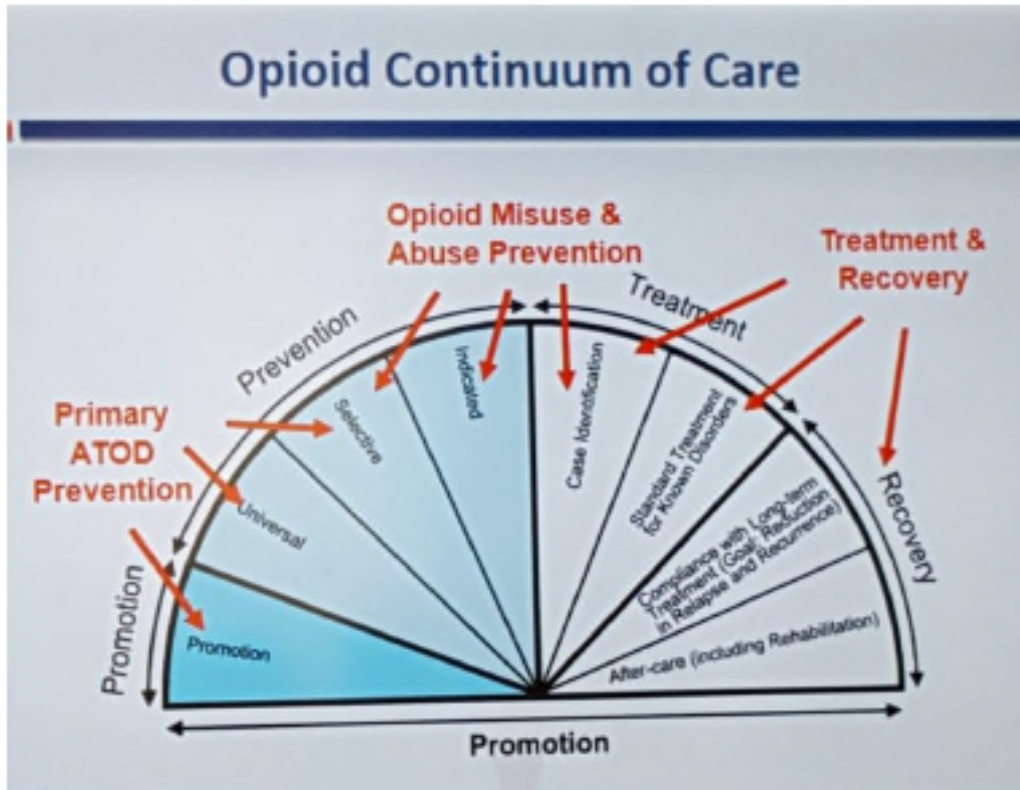 Opioid Continuum of Care
Opioid Misuse &
Abuse Prevention
Treatment &
Recovery
Primary
ATOD
Prevention
Promotion
Prevention
Treatment
Recovery
Promotion
Universal
Selective
Indicated
Case Identification
Standard Treatment
for Known Disorders
Compliance with Long-term
Treatment (Goal: Reduction
in Relapse and Recurrence)
After-care (including Rehabilitation)
Promotion